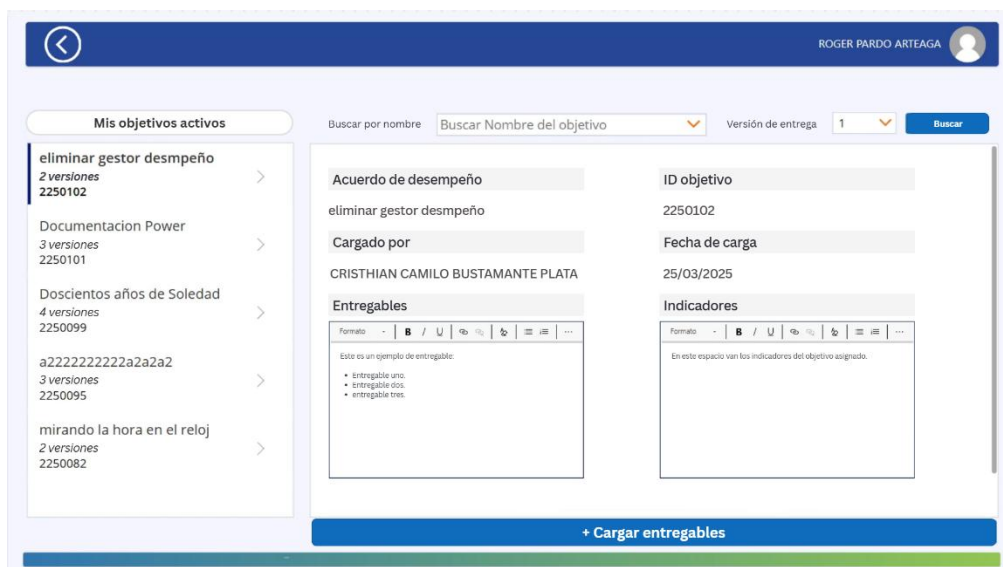 ROGER PARDO ARTEAGA
Mis objetivos activos
Buscar por nombre
Buscar Nombre del objetivo
Versión de entrega
1
Buscar
eliminar gestor desmpeño
2 versiones
2250102
Documentacion Power
3 versiones
2250101
Doscientos años de Soledad
4 versiones
2250099
a2222222222a2a2a2
3 versiones
2250095
mirando la hora en el reloj
2 versiones
2250082
Acuerdo de desempeño
eliminar gestor desmpeño
ID objetivo
2250102
Cargado por
CRISTHIAN CAMILO BUSTAMANTE PLATA
Fecha de carga
25/03/2025
Entregables
Formato - B I U ...
Este es un ejemplo de entregable:
• Entregable uno.
• Entregable dos.
• entregable tres.
Indicadores
Formato - B I U ...
En este espacio van los indicadores del objetivo asignado.
+ Cargar entregables